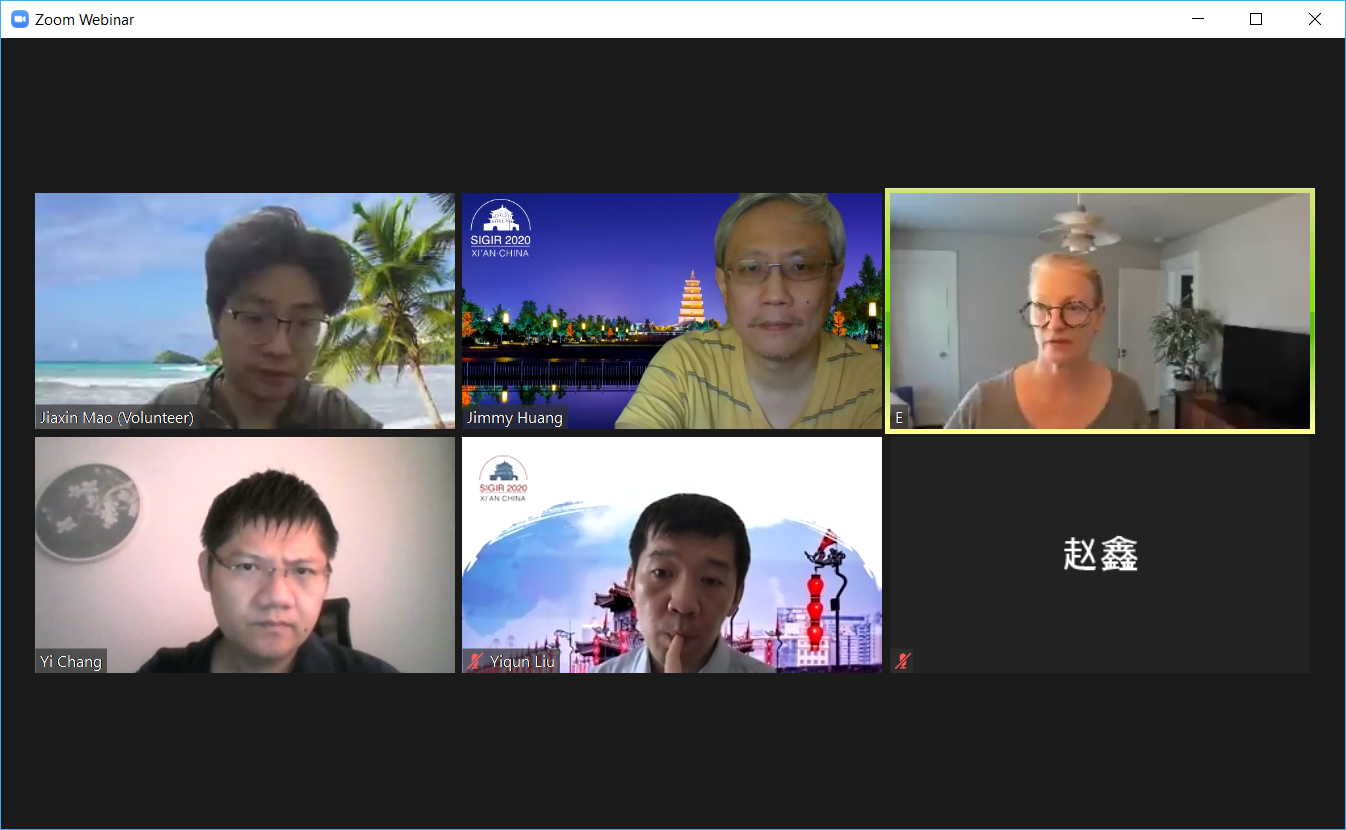 Zoom Webinar
SIGIR 2020
XI'AN·CHINA
Jiaxin Mao (Volunteer)
Jimmy Huang
E
SIGIR 2020
XI'AN·CHINA
赵鑫
Yi Chang
Yiqun Liu